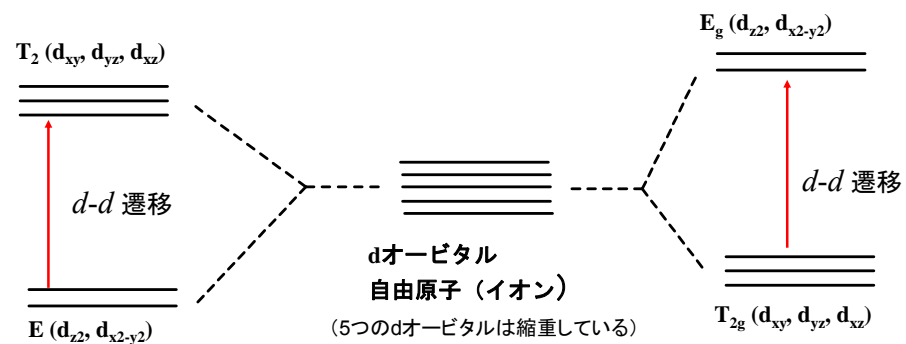 T₂ (dxy, dyz, dxz)
d-d 遷移
E (dz2, dx2-y2)
dオービタル
自由原子（イオン）
（5つのdオービタルは縮重している）
Eg (dz2, dx2-y2)
d-d 遷移
T2g (dxy, dyz, dxz)